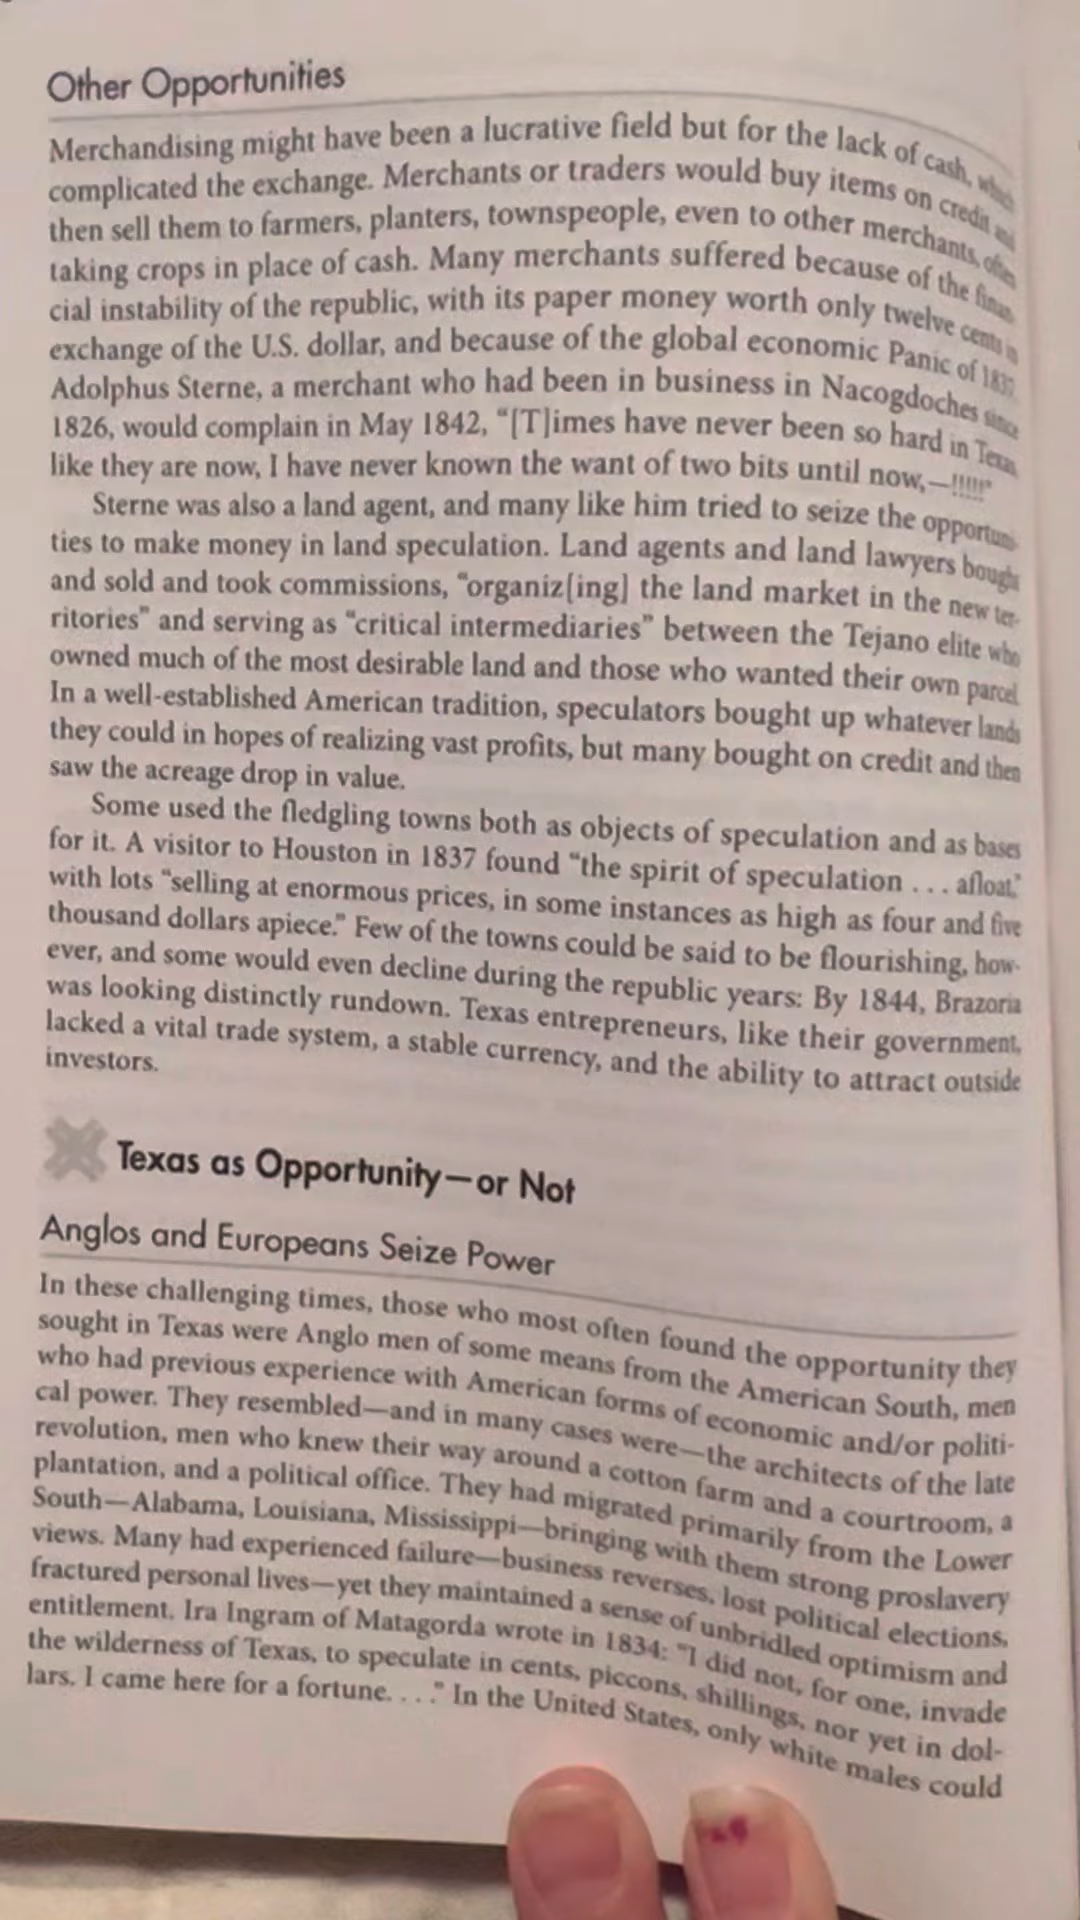 Other Opportunities
Merchandising might have been a lucrative field but for the lack of cash, which
complicated the exchange. Merchants or traders would buy items on credit and
then sell them to farmers, planters, townspeople, even to other merchants, often
taking crops in place of cash. Many merchants suffered because of the finan-
cial instability of the republic, with its paper money worth only twelve cents in
exchange of the U.S. dollar, and because of the global economic Panic of 1837.
Adolphus Sterne, a merchant who had been in business in Nacogdoches since
1826, would complain in May 1842, “[T]imes have never been so hard in Texas
like they are now, I have never known the want of two bits until now,—!!!!!”
Sterne was also a land agent, and many like him tried to seize the opportuni-
ties to make money in land speculation. Land agents and land lawyers bought
and sold and took commissions, “organiz[ing] the land market in the new ter-
ritories” and serving as “critical intermediaries” between the Tejano elite who
owned much of the most desirable land and those who wanted their own parcel.
In a well-established American tradition, speculators bought up whatever lands
they could in hopes of realizing vast profits, but many bought on credit and then
saw the acreage drop in value.
Some used the fledgling towns both as objects of speculation and as bases
for it. A visitor to Houston in 1837 found “the spirit of speculation . . . afloat,”
with lots “selling at enormous prices, in some instances as high as four and five
thousand dollars apiece.” Few of the towns could be said to be flourishing, how-
ever, and some would even decline during the republic years: By 1844, Brazoria
was looking distinctly rundown. Texas entrepreneurs, like their government,
lacked a vital trade system, a stable currency, and the ability to attract outside
investors.
Texas as Opportunity—or Not
Anglos and Europeans Seize Power
In these challenging times, those who most often found the opportunity they
sought in Texas were Anglo men of some means from the American South, men
who had previous experience with American forms of economic and/or politi-
cal power. They resembled—and in many cases were—the architects of the late
revolution, men who knew their way around a cotton farm and a courtroom, a
plantation, and a political office. They had migrated primarily from the Lower
South—Alabama, Louisiana, Mississippi—bringing with them strong proslavery
views. Many had experienced failure—business reverses, lost political elections,
fractured personal lives—yet they maintained a sense of unbridled optimism and
entitlement. Ira Ingram of Matagorda wrote in 1834: “I did not, for one, invade
the wilderness of Texas, to speculate in cents, piccons, shillings, nor yet in dol-
lars. I came here for a fortune. . . .” In the United States, only white males could